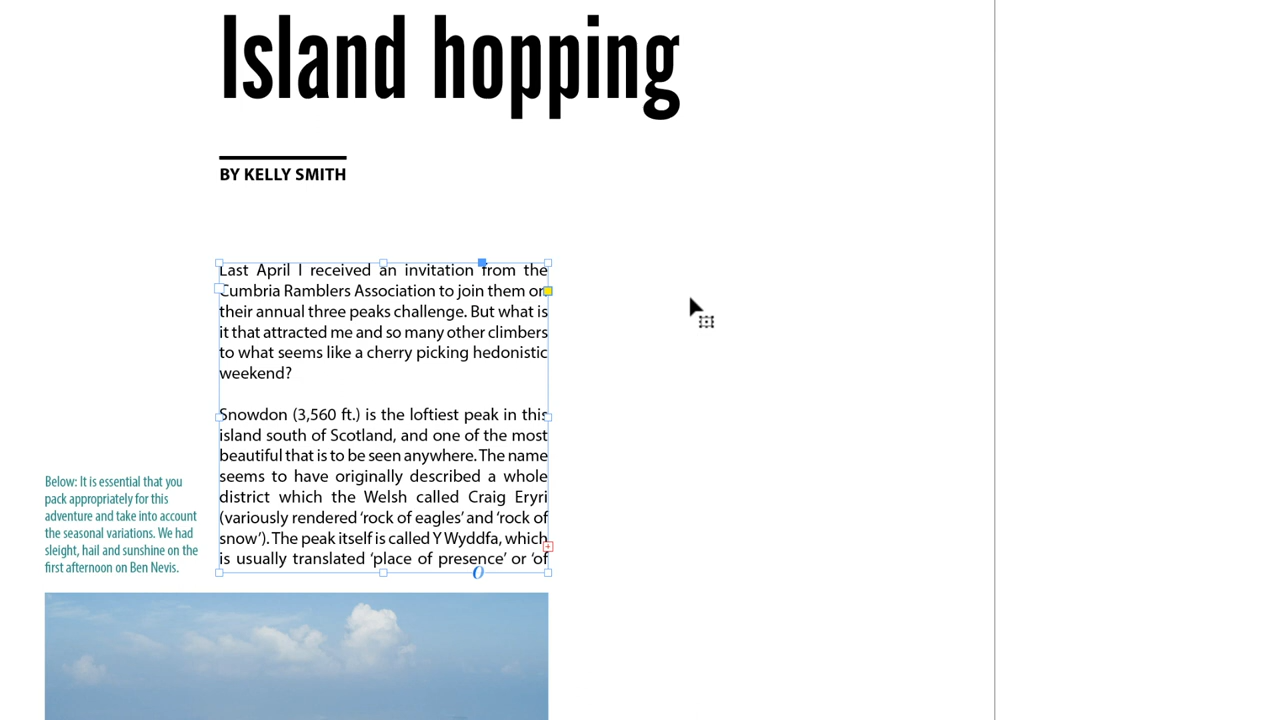 Island hopping
BY KELLY SMITH
Last April I received an invitation from the
Cumbria Ramblers Association to join them on
their annual three peaks challenge. But what is
it that attracted me and so many other climbers
to what seems like a cherry picking hedonistic
weekend?
Snowdon (3,560 ft.) is the loftiest peak in this
island south of Scotland, and one of the most
beautiful that is to be seen anywhere. The name
seems to have originally described a whole
district which the Welsh called Craig Eryri
(variously rendered ‘rock of eagles’ and ‘rock of
snow’). The peak itself is called Y Wyddfa, which
is usually translated ‘place of presence’ or ‘of
Below: It is essential that you
pack appropriately for this
adventure and take into account
the seasonal variations. We had
sleight, hail and sunshine on the
first afternoon on Ben Nevis.